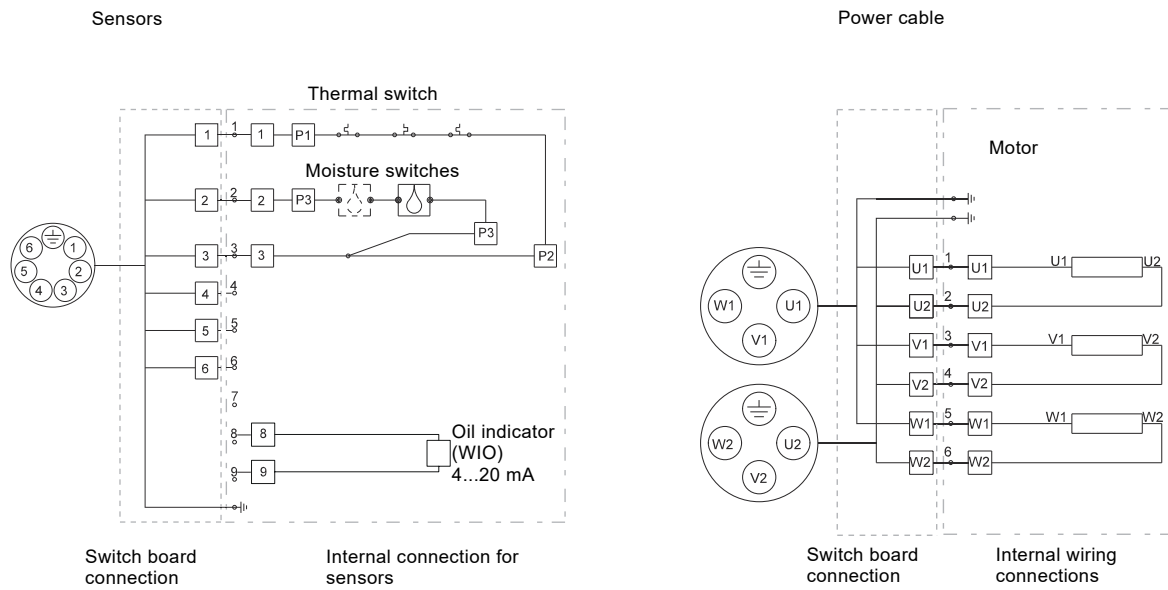 Sensors
Power cable
Thermal switch
1 1 1 P1
Moisture switches
2 2 2 P3
P3
3 3 3
P2
6 1
5 2
4 3
4 4
5 5
6 6
7
8 8
9 9
Oil indicator
(WIO)
4...20 mA
Switch board
connection
Internal connection for
sensors
Motor
W1 U1
V1
W2 U2
V2
U1 1 U1 U1 U2
U2 2 U2
V1 3 V1 V1 V2
V2 4 V2
W1 5 W1 W1 W2
W2 6 W2
Switch board
connection
Internal wiring
connections